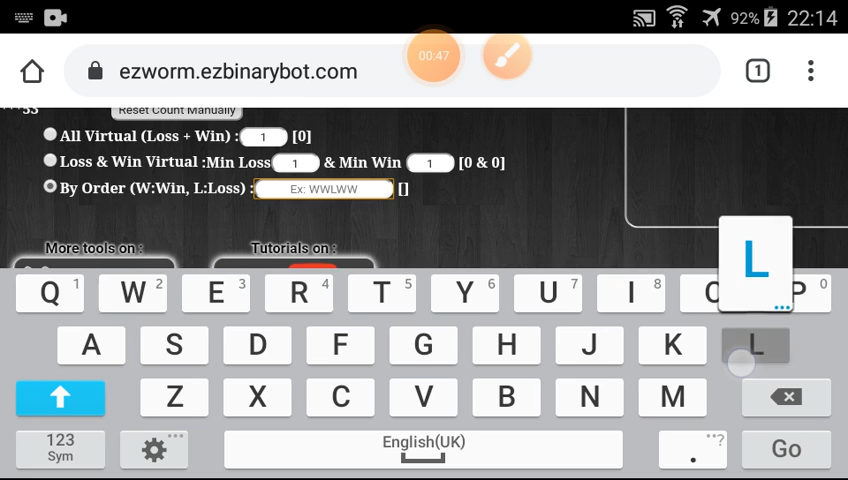 92% 22:14
ezworm.ezbinarybot.com
00:47
1
53
Reset Count Manually
All Virtual (Loss + Win) : 1 [0]
Loss & Win Virtual :Min Loss 1 & Min Win 1 [0 & 0]
By Order (W:Win, L:Loss) : Ex: WWLWW []
More tools on :
Tutorials on :
L
Q 1 W 2 E 3 R 4 T 5 Y 6 U 7 I 8 P 0
A S D F G H J K L
Z X C V B N M
123
Sym
English(UK)
. ,,?
Go